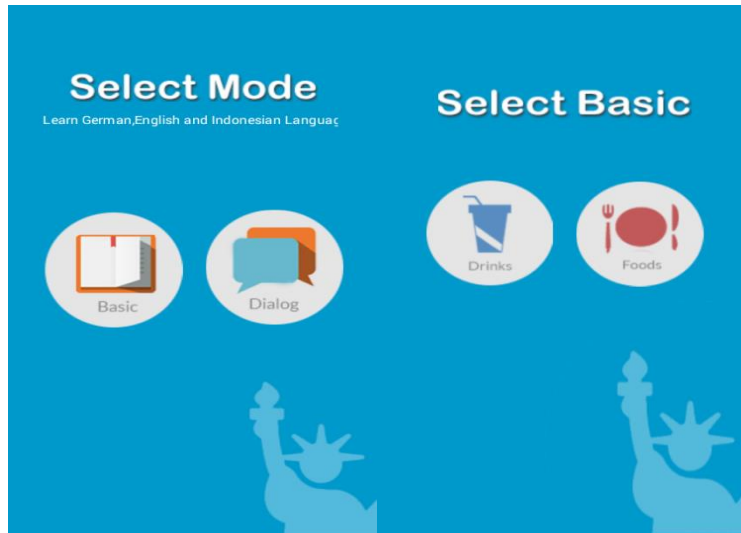 Select Mode
Learn German,English and Indonesian Languag
Basic
Dialog
Select Basic
Drinks
Foods